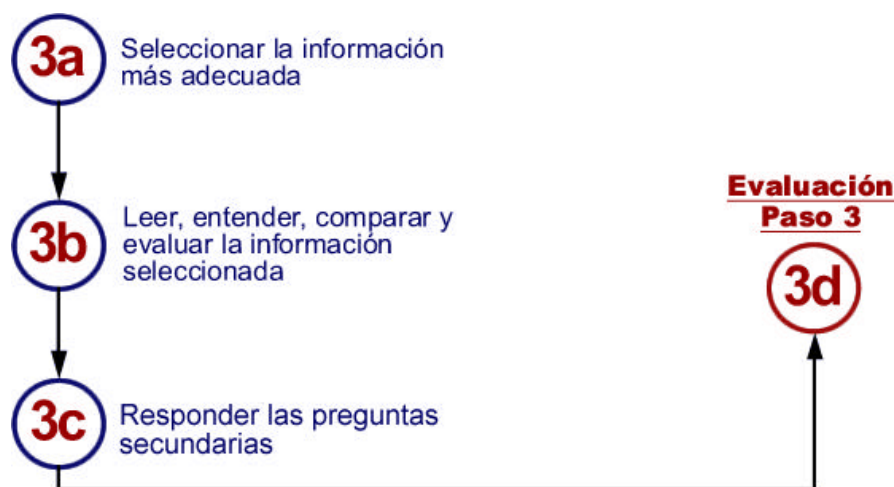 3a
Seleccionar la información
más adecuada
3b
Leer, entender, comparar y
evaluar la información
seleccionada
3c
Responder las preguntas
secundarias
Evaluación
Paso 3
3d